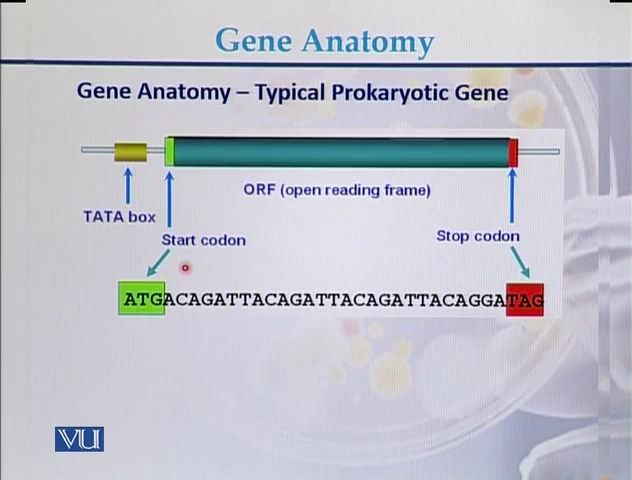 Gene Anatomy
Gene Anatomy – Typical Prokaryotic Gene
ORF (open reading frame)
TATA box
Start codon
Stop codon
ATGACAGATTACAGATTACAGATTACAGGATAG
VU